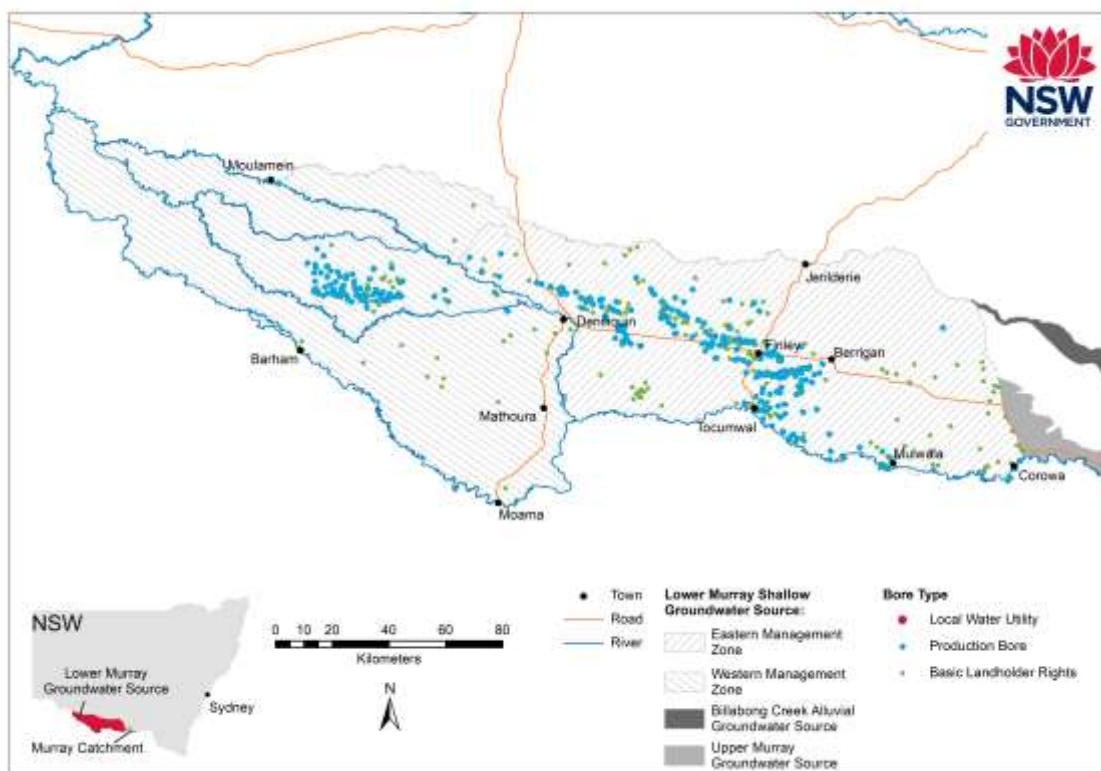 NSW
GOVERNMENT
Moulamein
Jerilderie
Deniliquin
Finley
Berrigan
Barham
Mathoura
Tocumwal
Mulwala
Corowa
Moama
NSW
Lower Murray
Groundwater Source
Sydney
Murray Catchment
0 10 20 40 60 80
Kilometers
N
Town
Road
River
Lower Murray Shallow
Groundwater Source:
Eastern Management
Zone
Western Management
Zone
Billabong Creek Alluvial
Groundwater Source
Upper Murray
Groundwater Source
Bore Type
Local Water Utility
Production Bore
Basic Landholder Rights